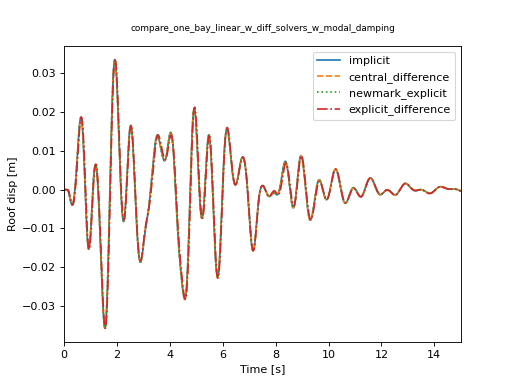 compare_one_bay_linear_w_diff_solvers_w_modal_damping
implicit
central_difference
newmark_explicit
explicit_difference
Roof disp [m]
0.03
0.02
0.01
0.00
−0.01
−0.02
−0.03
0 2 4 6 8 10 12 14
Time [s]